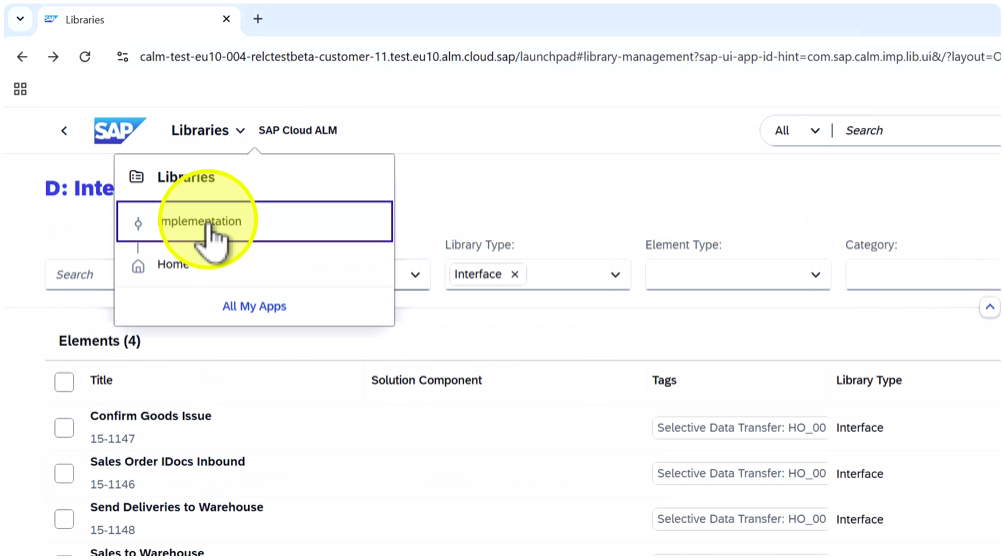 Libraries
calm-test-eu10-004-relctestbeta-customer-11.test.eu10.alm.cloud.sap/launchpad#library-management?sap-ui-app-id-hint=com.sap.calm.imp.lib.ui&/?layout=O
SAP Libraries SAP Cloud ALM All Search
D: Inte
Libraries
Implementation
Home
All My Apps
Library Type: Element Type: Category:
Search Interface
Elements (4)
Title Solution Component Tags Library Type
Confirm Goods Issue
15-1147 Selective Data Transfer: HO_00 Interface
Sales Order IDocs Inbound
15-1146 Selective Data Transfer: HO_00 Interface
Send Deliveries to Warehouse
15-1148 Selective Data Transfer: HO_00 Interface
Sales to Warehouse